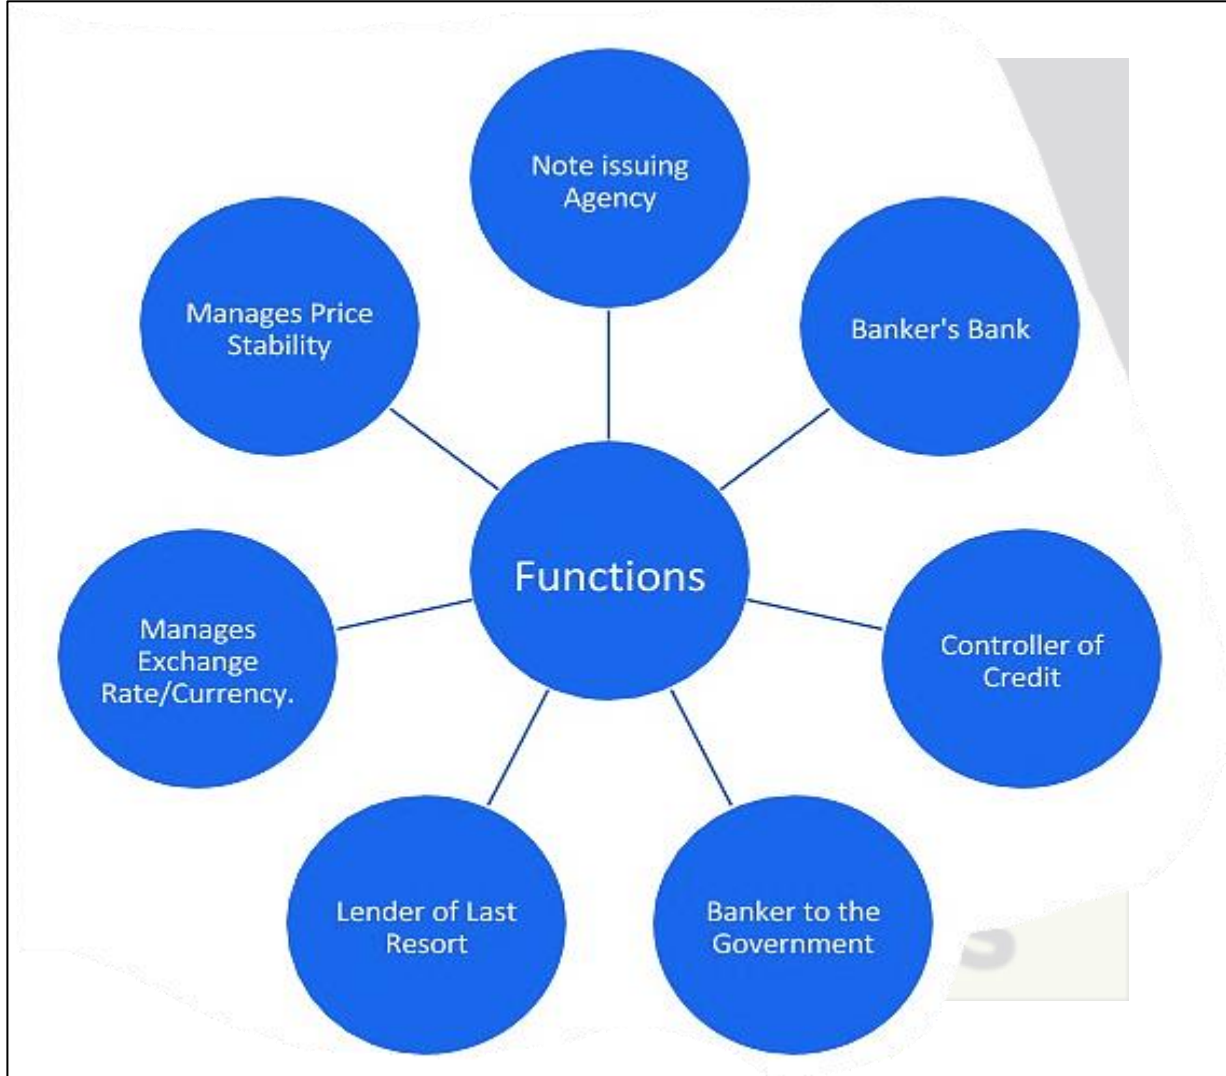 Note issuing
Agency
Manages Price
Stability
Banker's Bank
Functions
Manages
Exchange
Rate/Currency.
Controller of
Credit
Lender of Last
Resort
Banker to the
Government